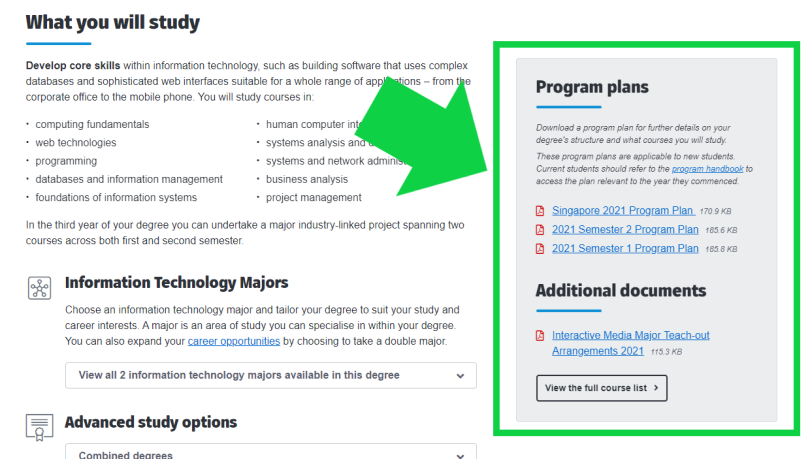 What you will study
Develop core skills within information technology, such as building software that uses complex
databases and sophisticated web interfaces suitable for a whole range of – from the
corporate office to the mobile phone. You will study courses in:
• computing fundamentals
• web technologies
• programming
• databases and information management
• foundations of information systems
• human computer
• systems analysis and
• systems and network
• business analysis
• project management
In the third year of your degree you can undertake a major industry-linked project spanning two
courses across both first and second semester.
Information Technology Majors
Choose an information technology major and tailor your degree to suit your study and
career interests. A major is an area of study you can specialise in within your degree.
You can also expand your career opportunities by choosing to take a double major.
View all 2 information technology majors available in this degree
Advanced study options
Combined degrees
Program plans
Download a program plan for further details on your
degree's structure and what courses you will study.
These program plans are applicable to new students.
Current students should refer to the program handbook to
access the plan relevant to the year they commenced.
Singapore 2021 Program Plan 170.9 KB
2021 Semester 2 Program Plan 185.6 KB
2021 Semester 1 Program Plan 185.8 KB
Additional documents
Interactive Media Major Teach-out
Arrangements 2021 115.3 KB
View the full course list >